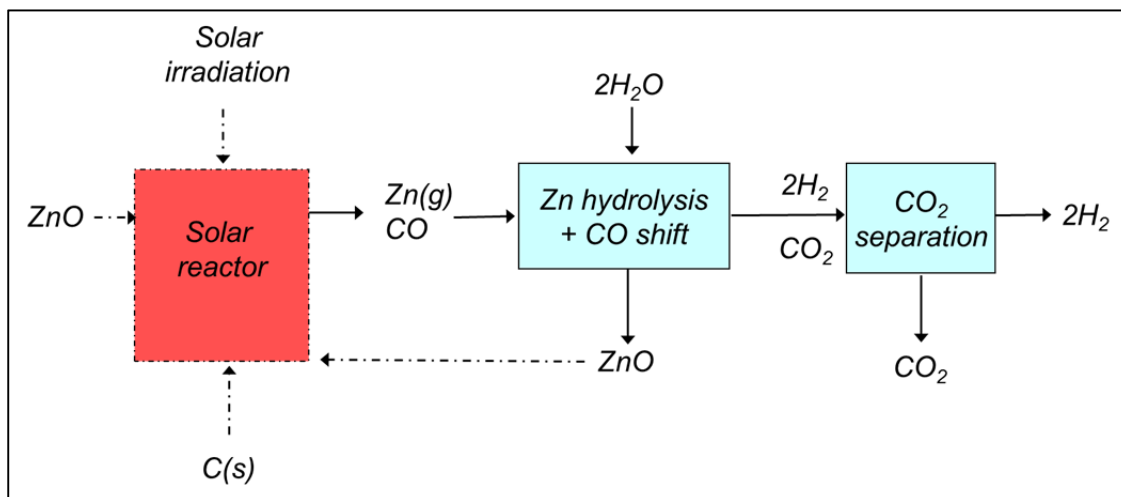 Solar
irradiation
ZnO
Solar
reactor
C(s)
Zn(g)
CO
2H₂O
Zn hydrolysis
+ CO shift
ZnO
2H₂
CO₂
CO₂
separation
2H₂
CO₂